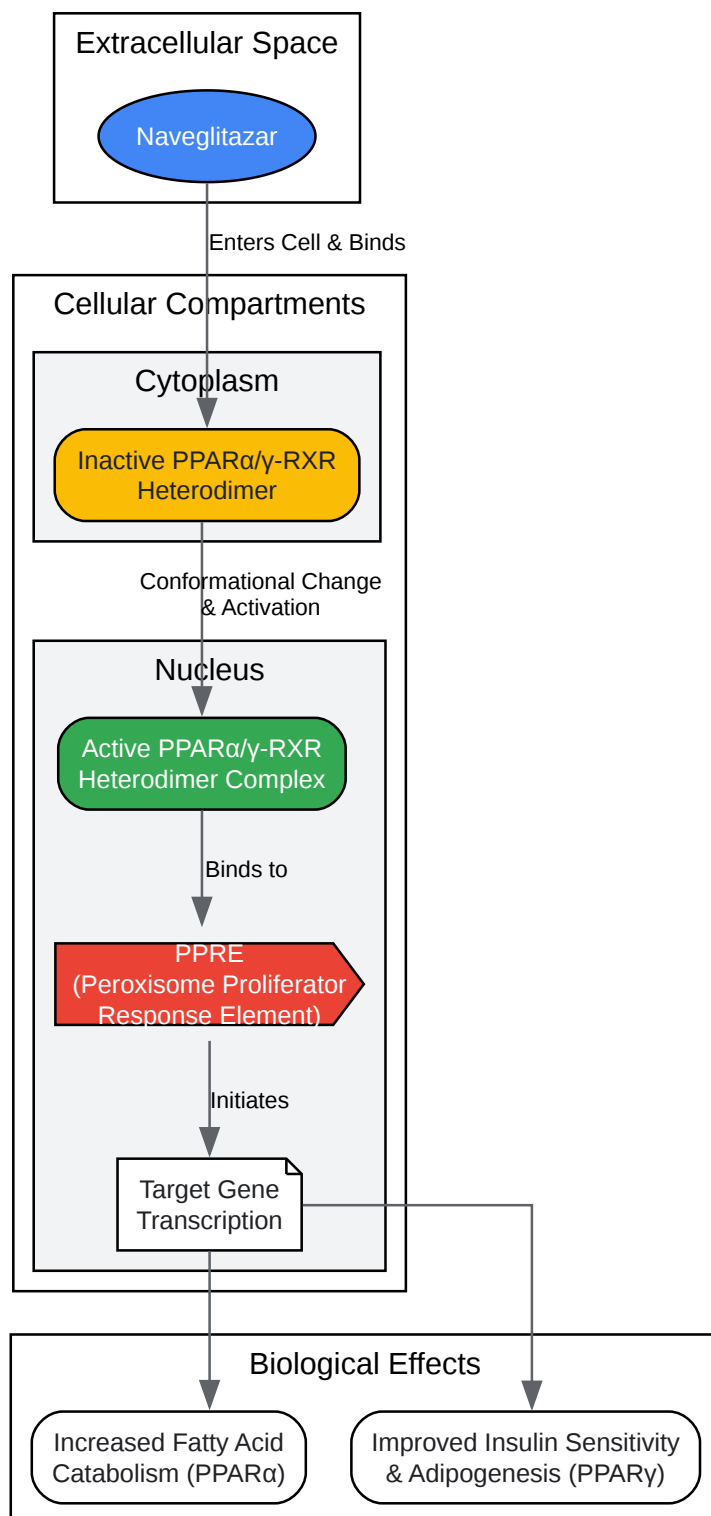 Extracellular Space
Naveglitazar
Enters Cell & Binds
Cellular Compartments
Cytoplasm
Inactive PPARα/γ-RXR
Heterodimer
Conformational Change
& Activation
Nucleus
Active PPARα/γ-RXR
Heterodimer Complex
Binds to
PPRE
(Peroxisome Proliferator
Response Element)
Initiates
Target Gene
Transcription
Biological Effects
Increased Fatty Acid
Catabolism (PPARα)
Improved Insulin Sensitivity
& Adipogenesis (PPARγ)